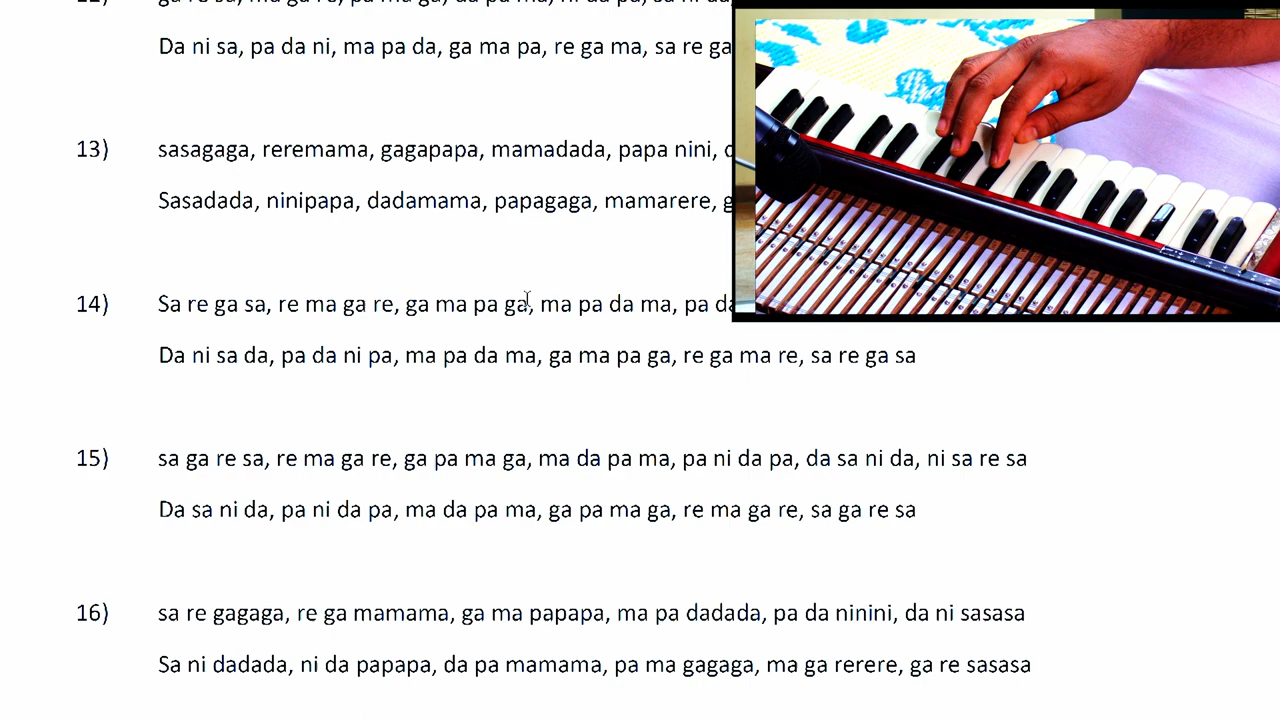 Da ni sa, pa da ni, ma pa da, ga ma pa, re ga ma, sa re ga
13) sasagaga, reremama, gagapapa, mamadada, papa nini,
Sasadada, ninipapa, dadamama, papagaga, mamarere,
14) Sa re ga sa, re ma ga re, ga ma pa ga, ma pa da ma, pa
Da ni sa da, pa da ni pa, ma pa da ma, ga ma pa ga, re ga ma re, sa re ga sa
15) sa ga re sa, re ma ga re, ga pa ma ga, ma da pa ma, pa ni da pa, da sa ni da, ni sa re sa
Da sa ni da, pa ni da pa, ma da pa ma, ga pa ma ga, re ma ga re, sa ga re sa
16) sa re gagaga, re ga mamama, ga ma papapa, ma pa dadada, pa da ninini, da ni sasasa
Sa ni dadada, ni da papapa, da pa mamama, pa ma gagaga, ma ga rerere, ga re sasasa